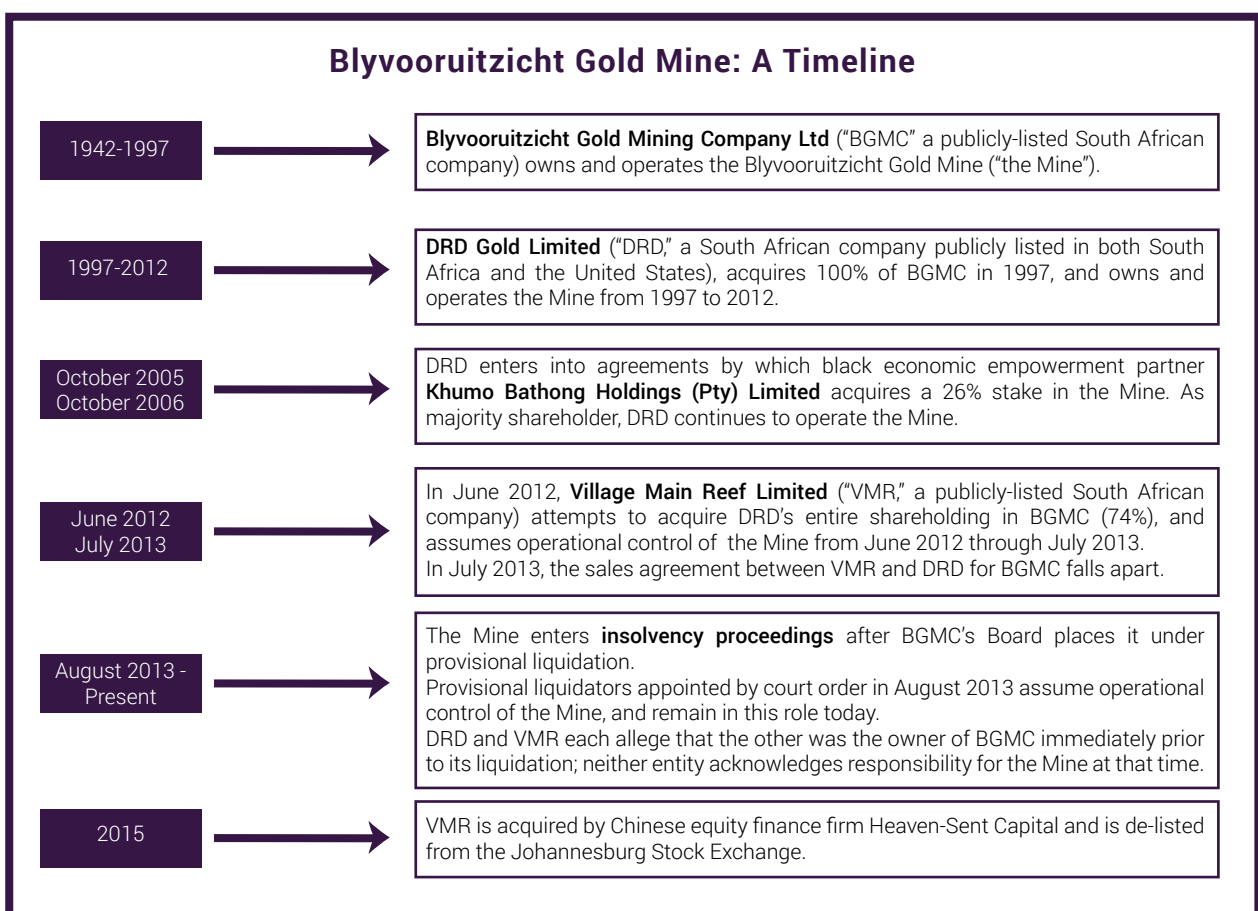 Blyvooruitzicht Gold Mine: A Timeline
1942-1997
Blyvooruitzicht Gold Mining Company Ltd (“BGMC” a publicly-listed South African
company) owns and operates the Blyvooruitzicht Gold Mine (“the Mine”).
1997-2012
DRD Gold Limited (“DRD,” a South African company publicly listed in both South
Africa and the United States), acquires 100% of BGMC in 1997, and owns and
operates the Mine from 1997 to 2012.
October 2005
October 2006
DRD enters into agreements by which black economic empowerment partner
Khumo Bathong Holdings (Pty) Limited acquires a 26% stake in the Mine. As
majority shareholder, DRD continues to operate the Mine.
June 2012
July 2013
In June 2012, Village Main Reef Limited (“VMR,” a publicly-listed South African
company) attempts to acquire DRD’s entire shareholding in BGMC (74%), and
assumes operational control of the Mine from June 2012 through July 2013.
In July 2013, the sales agreement between VMR and DRD for BGMC falls apart.
August 2013 -
Present
The Mine enters insolvency proceedings after BGMC’s Board places it under
provisional liquidation.
Provisional liquidators appointed by court order in August 2013 assume operational
control of the Mine, and remain in this role today.
DRD and VMR each allege that the other was the owner of BGMC immediately prior
to its liquidation; neither entity acknowledges responsibility for the Mine at that time.
2015
VMR is acquired by Chinese equity finance firm Heaven-Sent Capital and is de-listed
from the Johannesburg Stock Exchange.